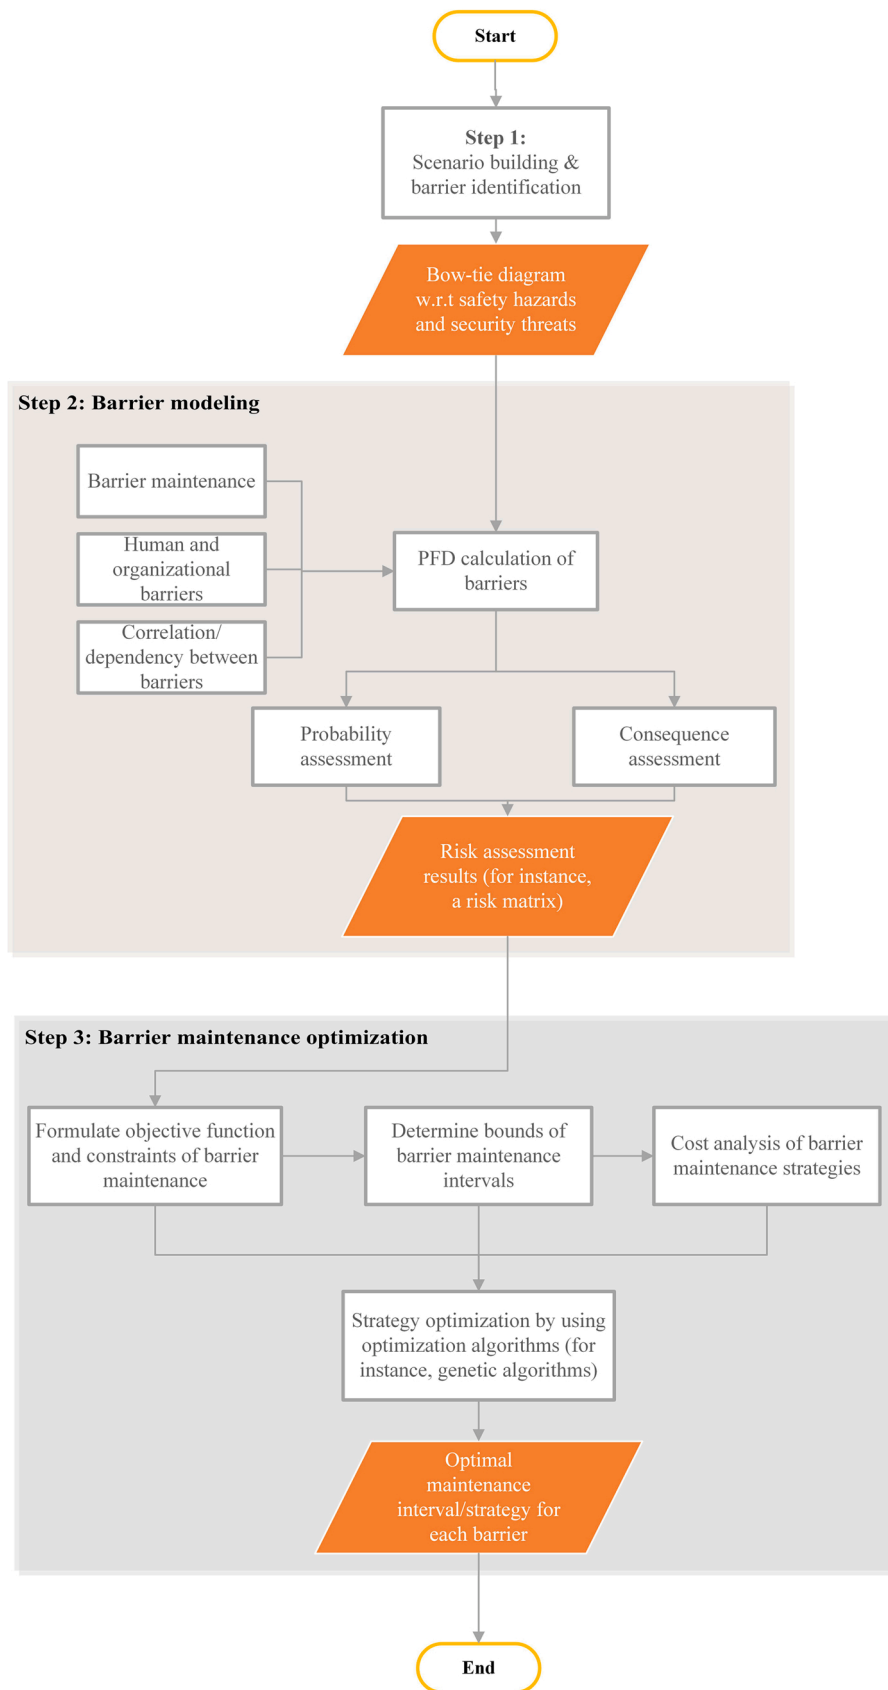 Start
Step 1:
Scenario building &
barrier identification
Bow-tie diagram
w.r.t safety hazards
and security threats
Step 2: Barrier modeling
Barrier maintenance
Human and
organizational
barriers
Correlation/
dependency between
barriers
PFD calculation of
barriers
Probability
assessment
Consequence
assessment
Risk assessment
results (for instance,
a risk matrix)
Step 3: Barrier maintenance optimization
Formulate objective function
and constraints of barrier
maintenance
Determine bounds of
barrier maintenance
intervals
Cost analysis of barrier
maintenance strategies
Strategy optimization by using
optimization algorithms (for
instance, genetic algorithms)
Optimal
maintenance
interval/strategy for
each barrier
End